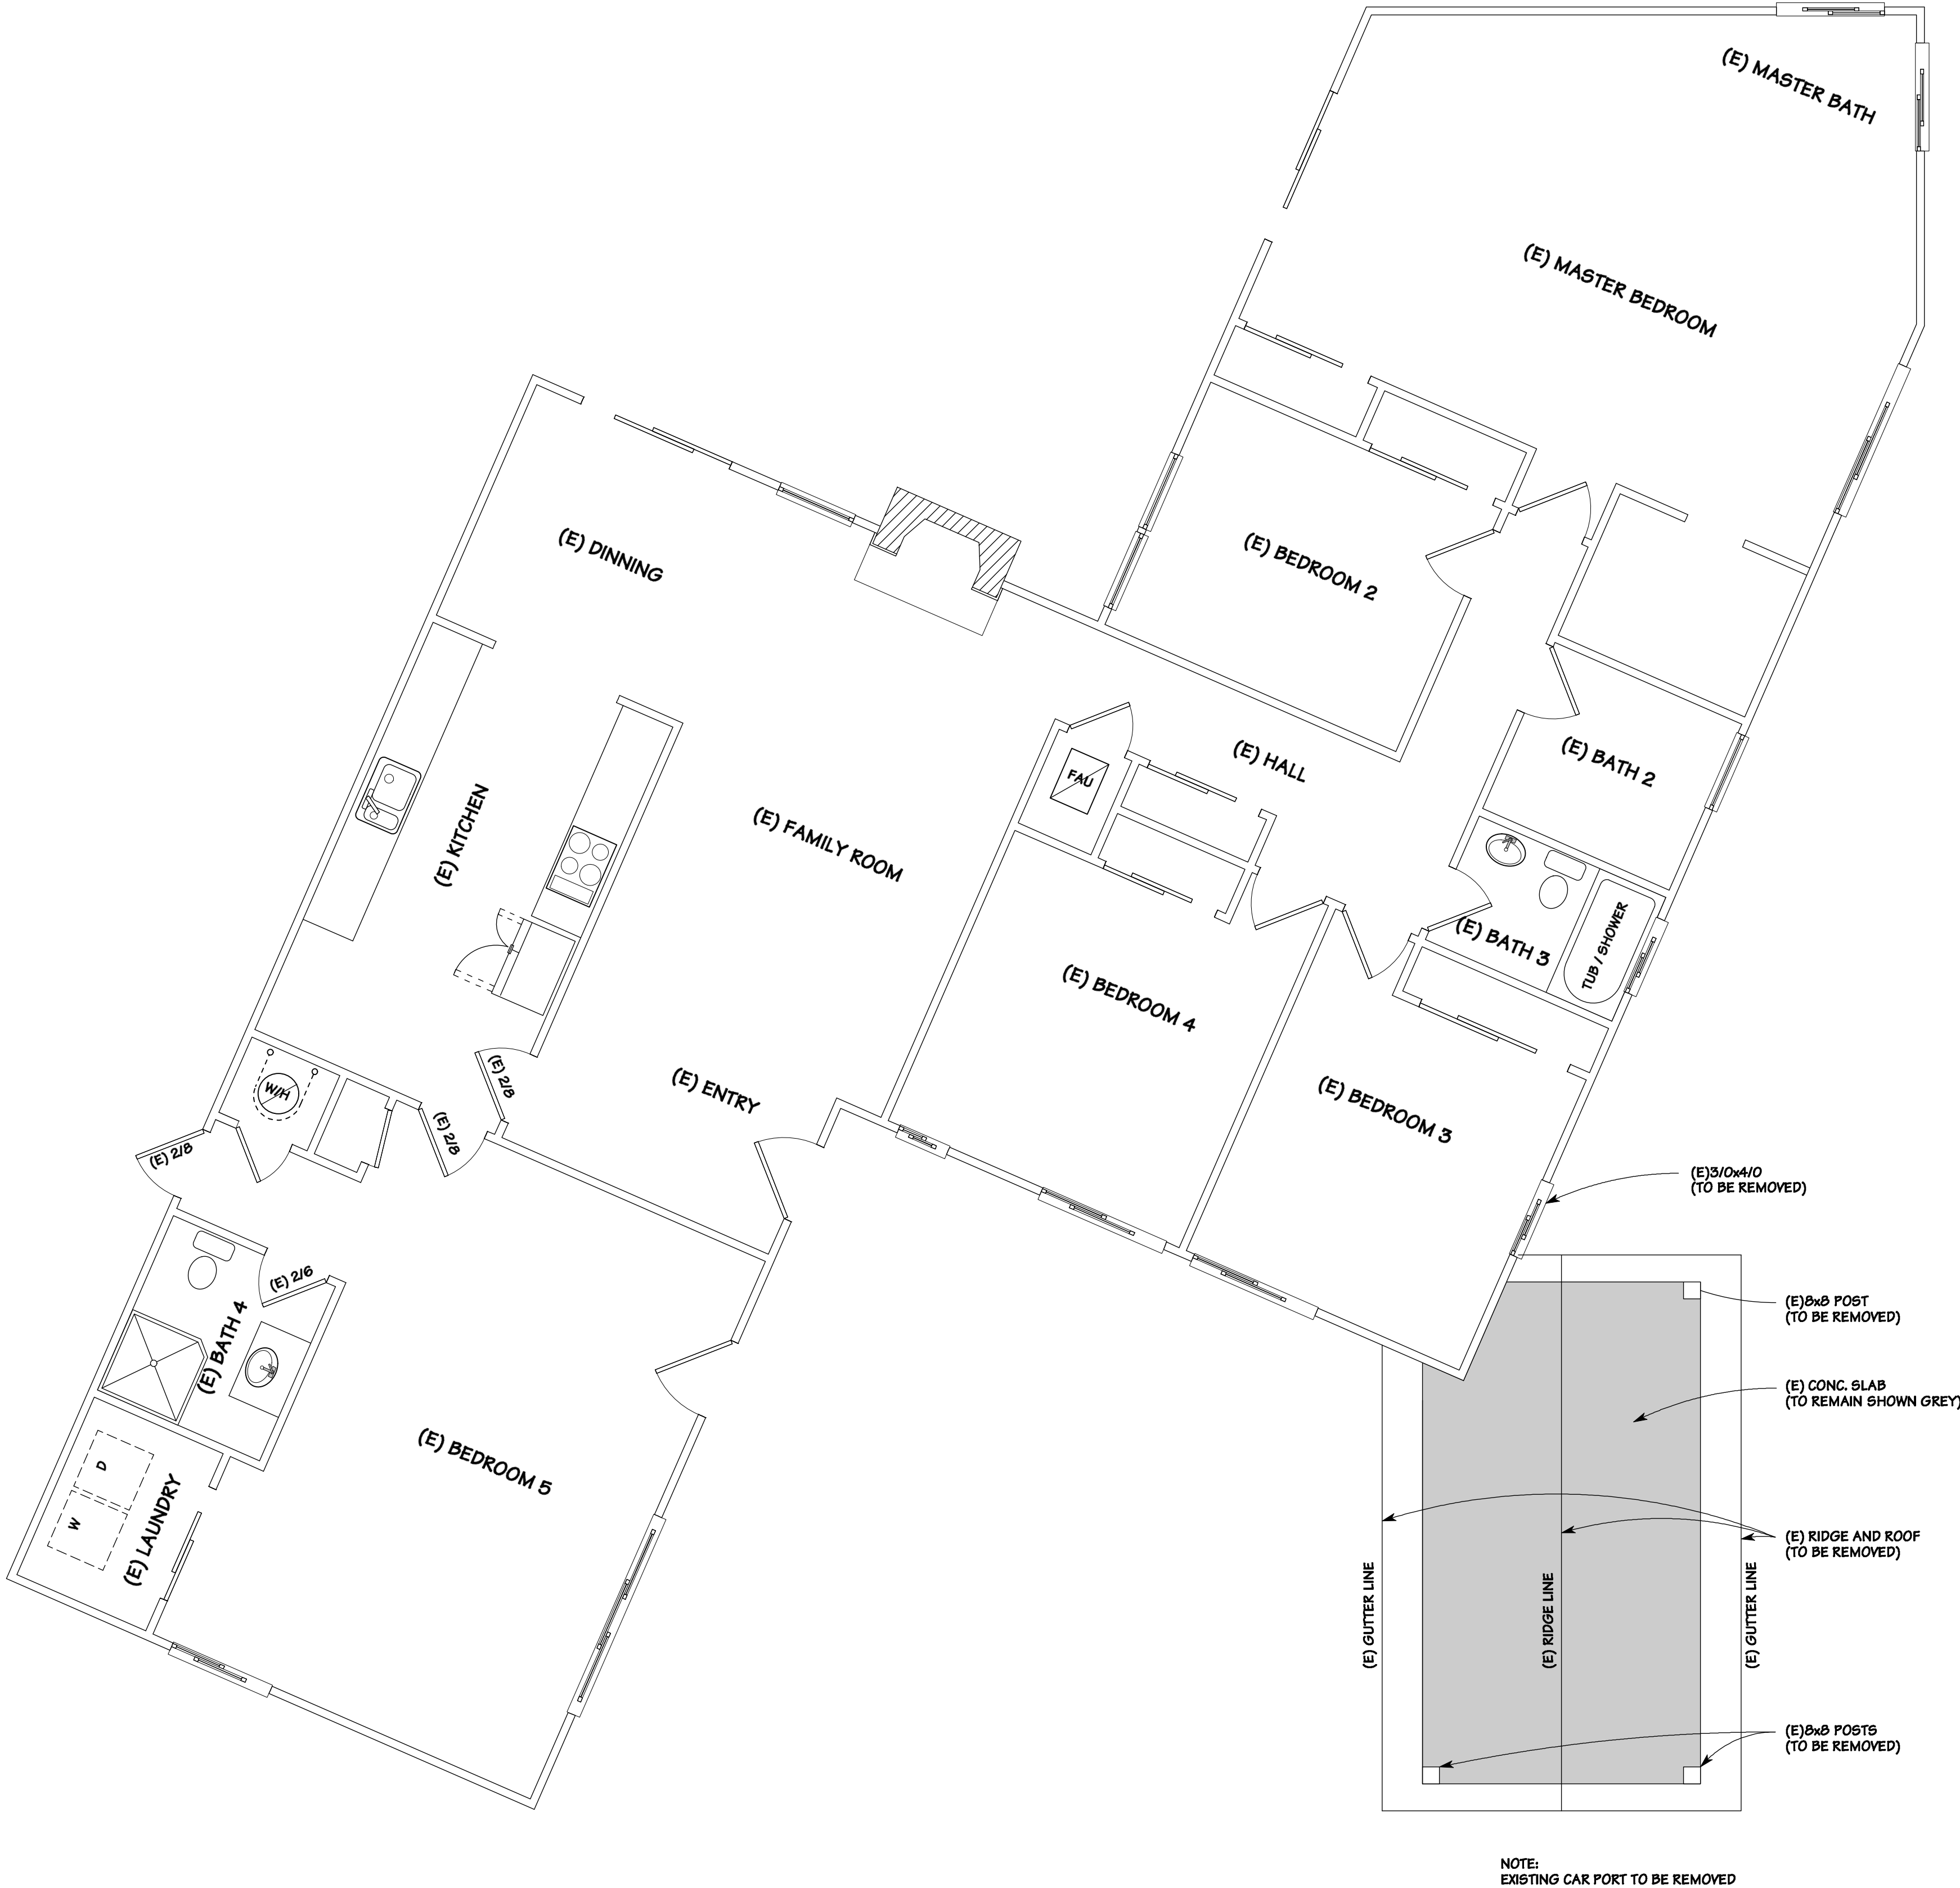 (E) MASTER BATH
(E) MASTER BEDROOM
(E) DINNING
(E) BEDROOM 2
(E) HALL
(E) BATH 2
FAU
(E) KITCHEN
(E) FAMILY ROOM
(E) BATH 3
TUB / SHOWER
(E) BEDROOM 4
(E) BEDROOM 3
(E) ENTRY
W/H
(E) 2/8
(E) 2/8
(E) 2/8
(E) 2/6
(E) BATH 4
(E) BEDROOM 5
D
W
(E) LAUNDRY
(E)3/0x4/0
(TO BE REMOVED)
(E)8x8 POST
(TO BE REMOVED)
(E) CONC. SLAB
(TO REMAIN SHOWN GREY)
(E) RIDGE AND ROOF
(TO BE REMOVED)
(E) GUTTER LINE
(E) RIDGE LINE
(E) GUTTER LINE
(E)8x8 POSTS
(TO BE REMOVED)
NOTE:
EXISTING CAR PORT TO BE REMOVED